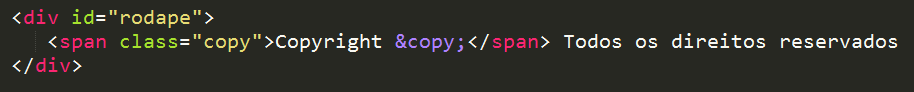 <div id="rodape">
<span class="copy">Copyright &copy;</span> Todos os direitos reservados
</div>